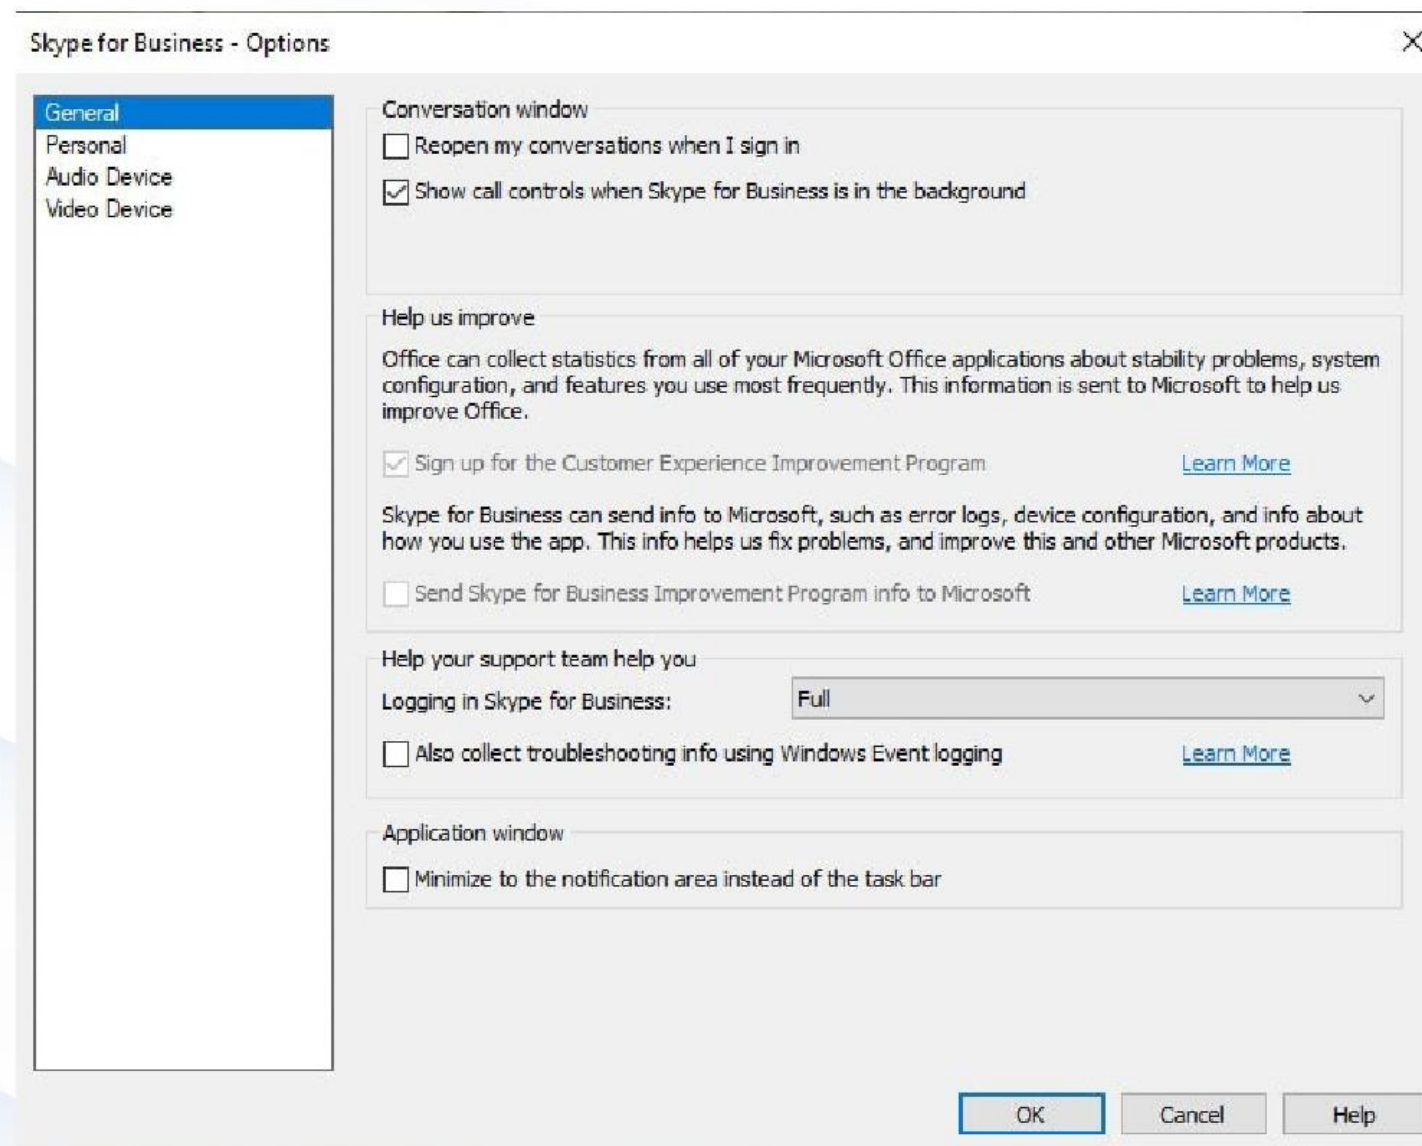 Skype for Business - Options
General
Personal
Audio Device
Video Device
Conversation window
Reopen my conversations when I sign in
Show call controls when Skype for Business is in the background
Help us improve
Office can collect statistics from all of your Microsoft Office applications about stability problems, system
configuration, and features you use most frequently. This information is sent to Microsoft to help us
improve Office.
Sign up for the Customer Experience Improvement Program Learn More
Skype for Business can send info to Microsoft, such as error logs, device configuration, and info about
how you use the app. This info helps us fix problems, and improve this and other Microsoft products.
Send Skype for Business Improvement Program info to Microsoft Learn More
Help your support team help you
Logging in Skype for Business: Full
Also collect troubleshooting info using Windows Event logging Learn More
Application window
Minimize to the notification area instead of the task bar
OK Cancel Help